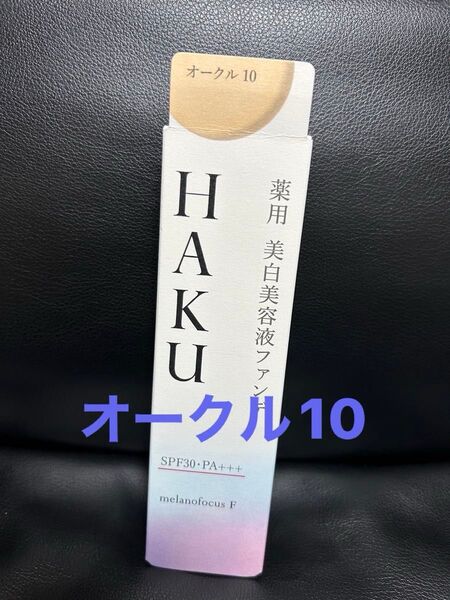 オークル 10
HAKU
薬用 美白美容液ファンデ
オークル10
SPF30・PA+++
melanofocus F